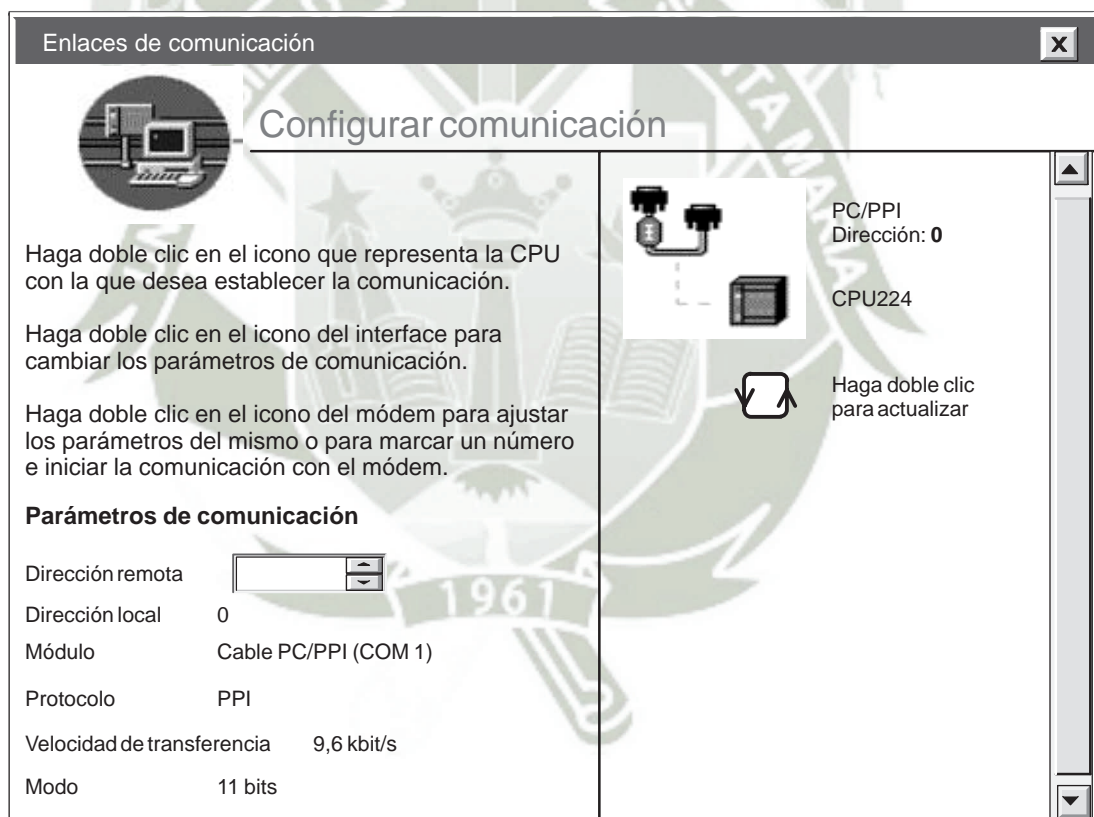 Enlaces de comunicación
Configurar comunicación
Haga doble clic en el icono que representa la CPU
con la que desea establecer la comunicación.
Haga doble clic en el icono del interface para
cambiar los parámetros de comunicación.
Haga doble clic en el icono del módem para ajustar
los parámetros del mismo o para marcar un número
e iniciar la comunicación con el módem.
Parámetros de comunicación
Dirección remota
Dirección local 0
Módulo Cable PC/PPI (COM 1)
Protocolo PPI
Velocidad de transferencia 9,6 kbit/s
Modo 11 bits
PC/PPI
Dirección: 0
CPU224
Haga doble clic
para actualizar
1961